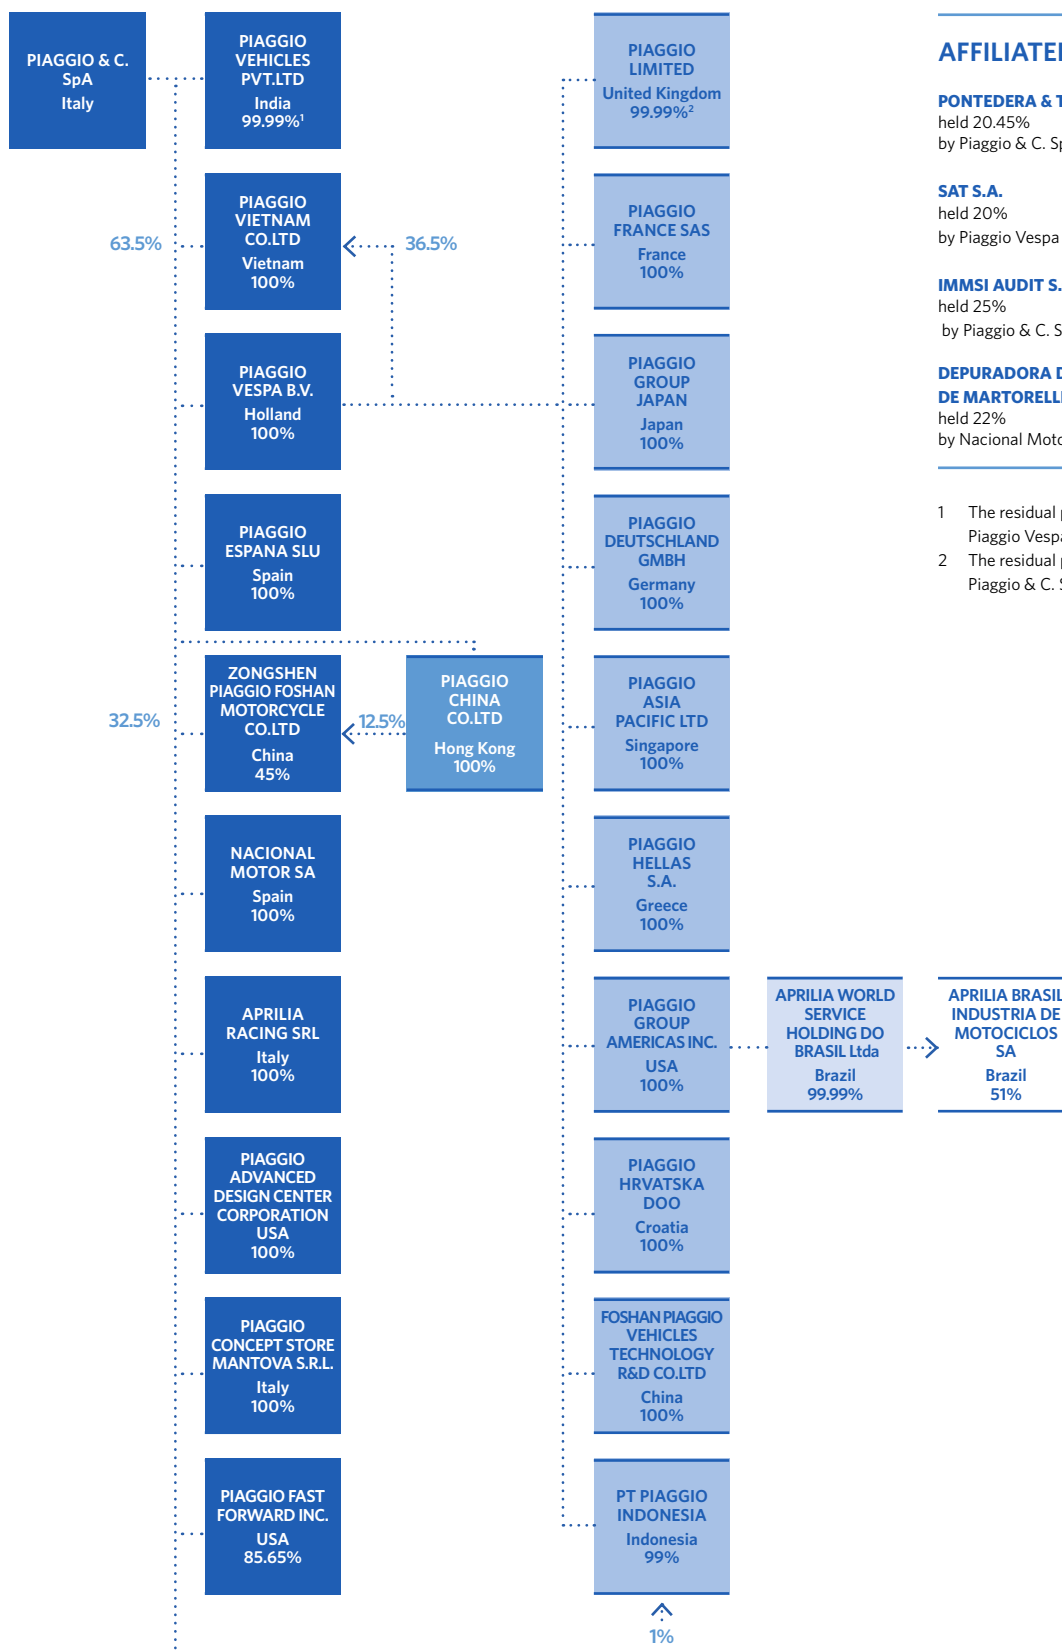 PIAGGIO & C.
SpA
Italy
PIAGGIO
VEHICLES
PVT.LTD
India
99.99%¹
63.5%
PIAGGIO
VIETNAM
CO.LTD
Vietnam
100%
36.5%
PIAGGIO
VESPA B.V.
Holland
100%
PIAGGIO
ESPANA SLU
Spain
100%
32.5%
ZONGSHEN
PIAGGIO FOSHAN
MOTORCYCLE
CO.LTD
China
45%
12.5%
PIAGGIO
CHINA
CO.LTD
Hong Kong
100%
NACIONAL
MOTOR SA
Spain
100%
APRILIA
RACING SRL
Italy
100%
PIAGGIO
ADVANCED
DESIGN CENTER
CORPORATION
USA
100%
PIAGGIO
CONCEPT STORE
MANTOVA S.R.L.
Italy
100%
PIAGGIO FAST
FORWARD INC.
USA
85.65%
PIAGGIO
LIMITED
United Kingdom
99.99%²
PIAGGIO
FRANCE SAS
France
100%
PIAGGIO
GROUP
JAPAN
Japan
100%
PIAGGIO
DEUTSCHLAND
GMBH
Germany
100%
PIAGGIO
ASIA
PACIFIC LTD
Singapore
100%
PIAGGIO
HELLAS
S.A.
Greece
100%
PIAGGIO
GROUP
AMERICAS INC.
USA
100%
APRILIA WORLD
SERVICE
HOLDING DO
BRASIL Ltda
Brazil
99.99%
APRILIA BRASIL
INDUSTRIA DE
MOTOCICLOS
SA
Brazil
51%
PIAGGIO
HRVATSKA
DOO
Croatia
100%
FOSHAN PIAGGIO
VEHICLES
TECHNOLOGY
R&D CO.LTD
China
100%
PT PIAGGIO
INDONESIA
Indonesia
99%
1%
AFFILIATE
PONTEDERA & T
held 20.45%
by Piaggio & C. Sp
SAT S.A.
held 20%
by Piaggio Vespa
IMMSI AUDIT S.
held 25%
by Piaggio & C. S
DEPURADORA D
DE MARTORELL
held 22%
by Nacional Moto
1 The residual p
Piaggio Vespa
2 The residual p
Piaggio & C. S